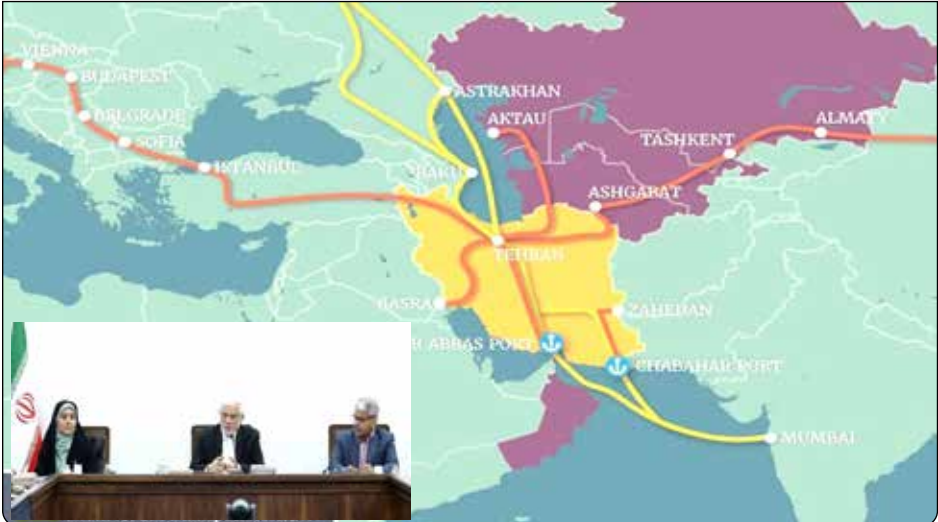 VIENNA
BUDAPEST
BELGRADE
SOFIA
ISTANBUL
ASTRAKHAN
AKTAU
ALMATY
TASHKENT
BAKU
ASHGABAT
TEHRAN
BASRA
ZAHEDAN
R ABBAS PORT
CHABAHAR PORT
MUMBAI